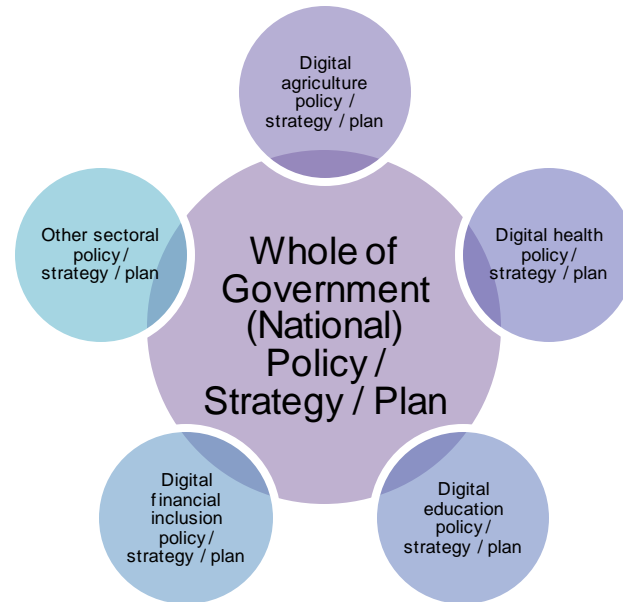 Digital
agriculture
policy /
strategy / plan
Other sectoral
policy /
strategy / plan
Digital health
policy /
strategy / plan
Whole of
Government
(National)
Policy /
Strategy / Plan
Digital
financial
inclusion
policy/
strategy / plan
Digital
education
policy/
strategy / plan